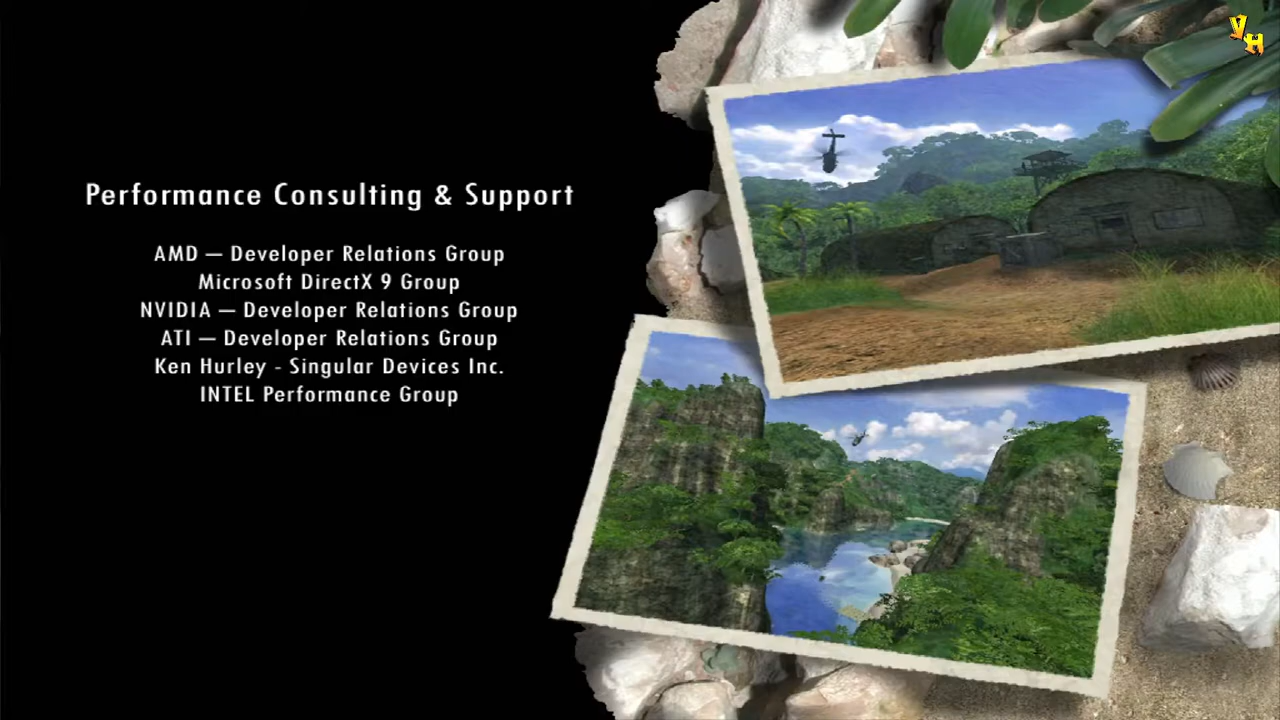 VH
Performance Consulting & Support
AMD — Developer Relations Group
Microsoft DirectX 9 Group
NVIDIA — Developer Relations Group
ATI — Developer Relations Group
Ken Hurley - Singular Devices Inc.
INTEL Performance Group